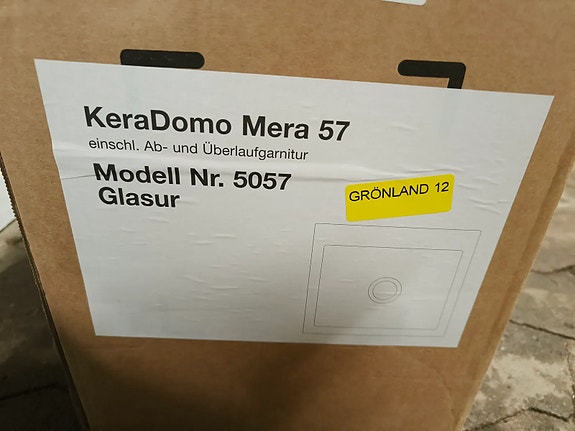 KeraDomo Mera 57
einschl. Ab- und Überlaufgarnitur
Modell Nr. 5057
Glasur
GRÖNLAND 12